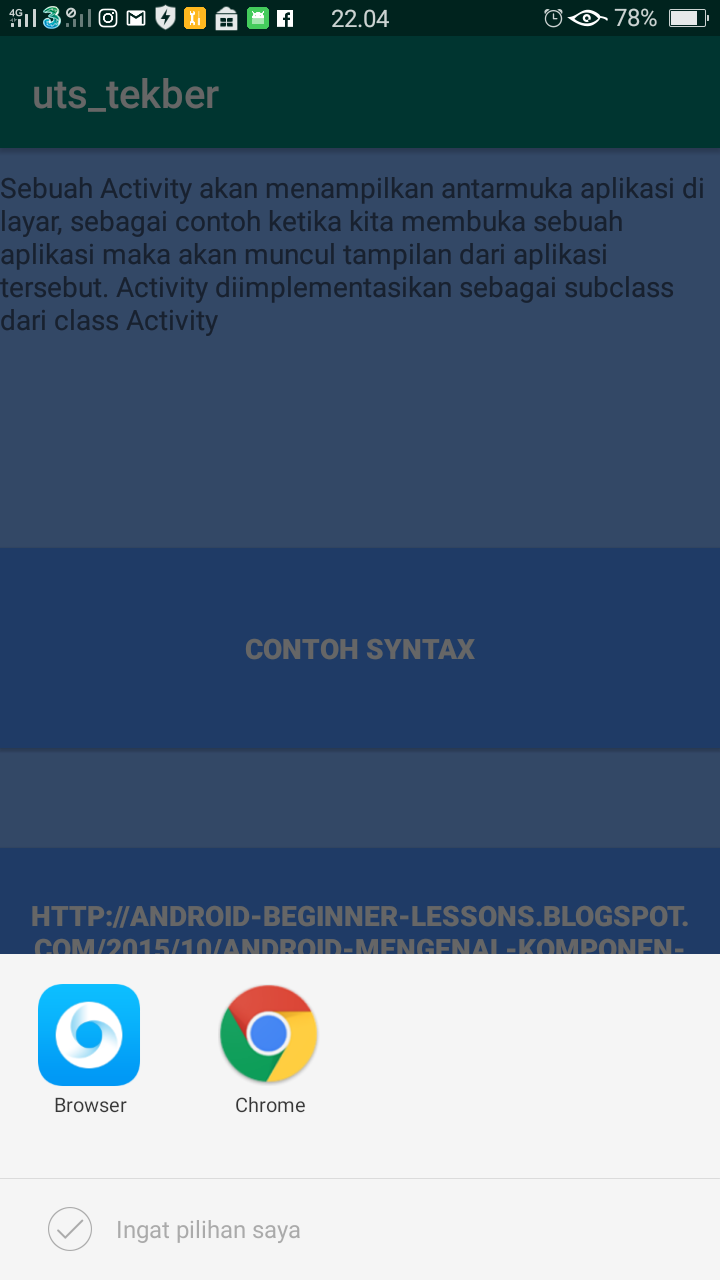 4G
22.04
78%
uts_tekber
Sebuah Activity akan menampilkan antarmuka aplikasi di
layar, sebagai contoh ketika kita membuka sebuah
aplikasi maka akan muncul tampilan dari aplikasi
tersebut. Activity diimplementasikan sebagai subclass
dari class Activity
CONTOH SYNTAX
HTTP://ANDROID-BEGINNER-LESSONS.BLOGSPOT.
COM/2015/10/ANDROID-MENGENAL-KOMPONEN-
Browser
Chrome
Ingat pilihan saya